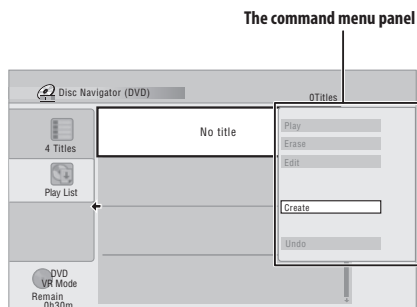 The command menu panel
Disc Navigator (DVD)
0Titles
4 Titles
Play List
DVD
VR Mode
Remain
0h30m
No title
Play
Erase
Edit
Create
Undo